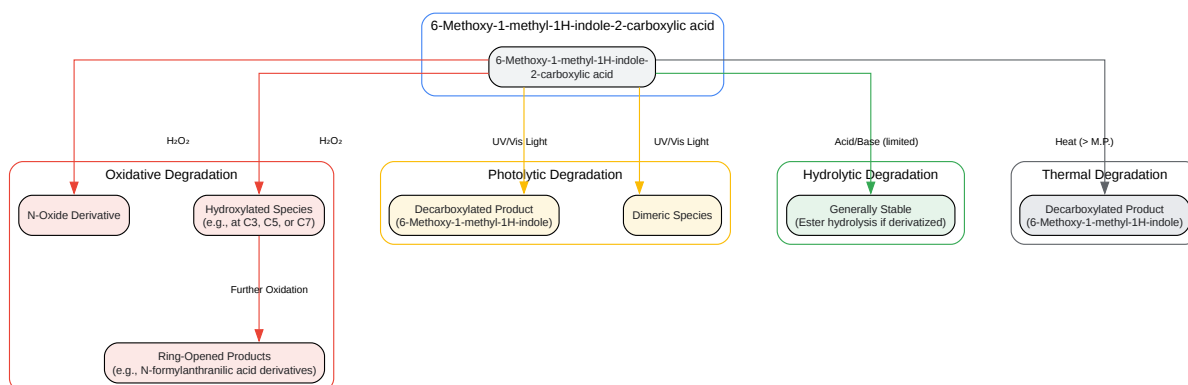 6-Methoxy-1-methyl-1H-indole-2-carboxylic acid
6-Methoxy-1-methyl-1H-indole-
2-carboxylic acid
H₂O₂
H₂O₂
UV/Vis Light
UV/Vis Light
Acid/Base (limited)
Heat (> M.P.)
Oxidative Degradation
Photolytic Degradation
Hydrolytic Degradation
Thermal Degradation
N-Oxide Derivative
Hydroxylated Species
(e.g., at C3, C5, or C7)
Decarboxylated Product
(6-Methoxy-1-methyl-1H-indole)
Dimeric Species
Generally Stable
(Ester hydrolysis if derivatized)
Decarboxylated Product
(6-Methoxy-1-methyl-1H-indole)
Further Oxidation
Ring-Opened Products
(e.g., N-formylanthranilic acid derivatives)